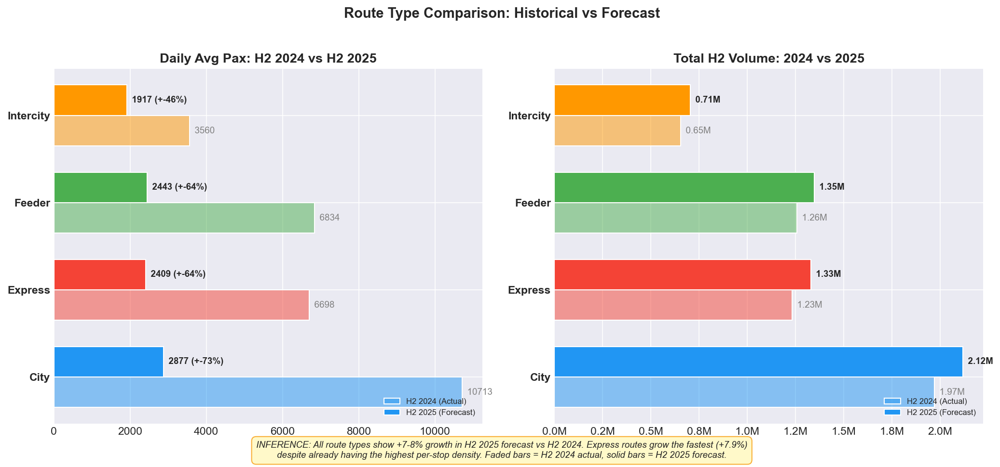 Route Type Comparison: Historical vs Forecast
Daily Avg Pax: H2 2024 vs H2 2025
Intercity
1917 (+-46%)
3560
Feeder
2443 (+-64%)
6834
Express
2409 (+-64%)
6698
City
2877 (+-73%)
10713
H2 2024 (Actual)
H2 2025 (Forecast)
0 2000 4000 6000 8000 10000
Total H2 Volume: 2024 vs 2025
Intercity
0.71M
0.65M
Feeder
1.35M
1.26M
Express
1.33M
1.23M
City
2.12M
1.97M
H2 2024 (Actual)
H2 2025 (Forecast)
0.0M 0.2M 0.5M 0.8M 1.0M 1.2M 1.5M 1.8M 2.0M
INFERENCE: All route types show +7-8% growth in H2 2025 forecast vs H2 2024. Express routes grow the fastest (+7.9%)
despite already having the highest per-stop density. Faded bars = H2 2024 actual, solid bars = H2 2025 forecast.